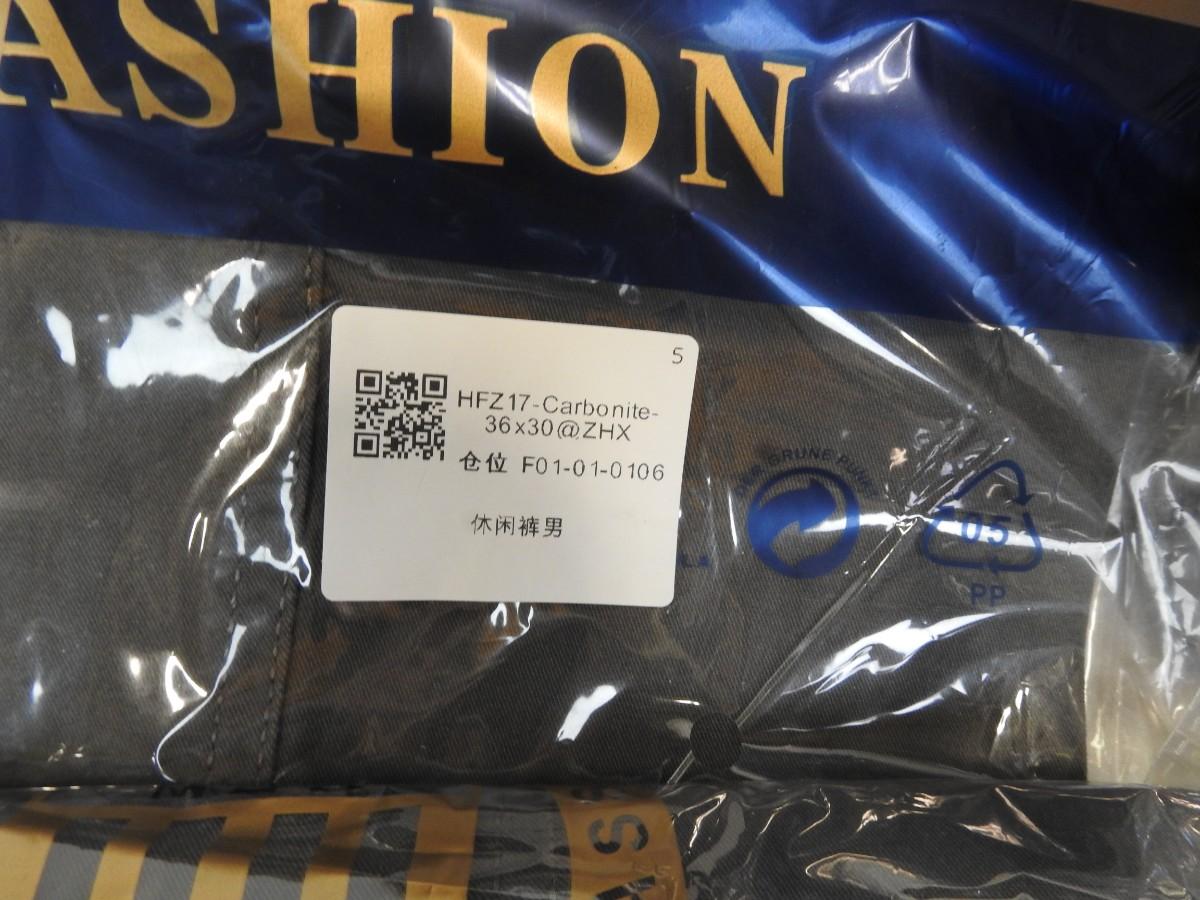 ASHION
5
HFZ17-Carbonite-
36x30@ZHX
仓位 F01-01-0106
休闲裤男
05
PP